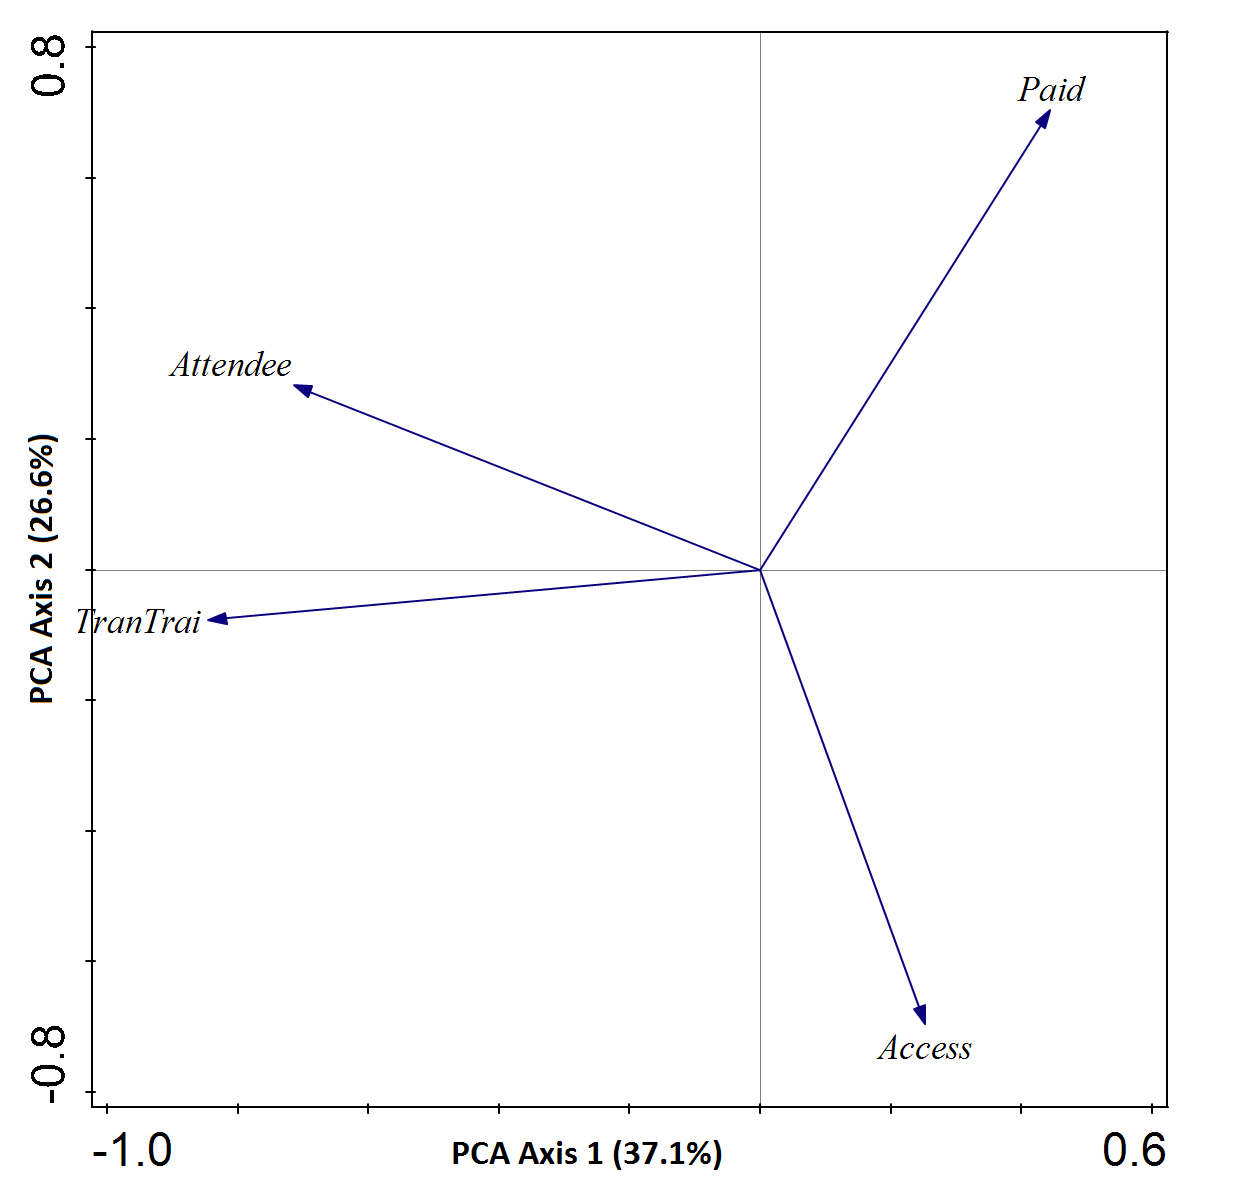 0.8
Paid
Attendee
PCA Axis 2 (26.6%)
TranTrai
Access
-0.8
-1.0
PCA Axis 1 (37.1%)
0.6